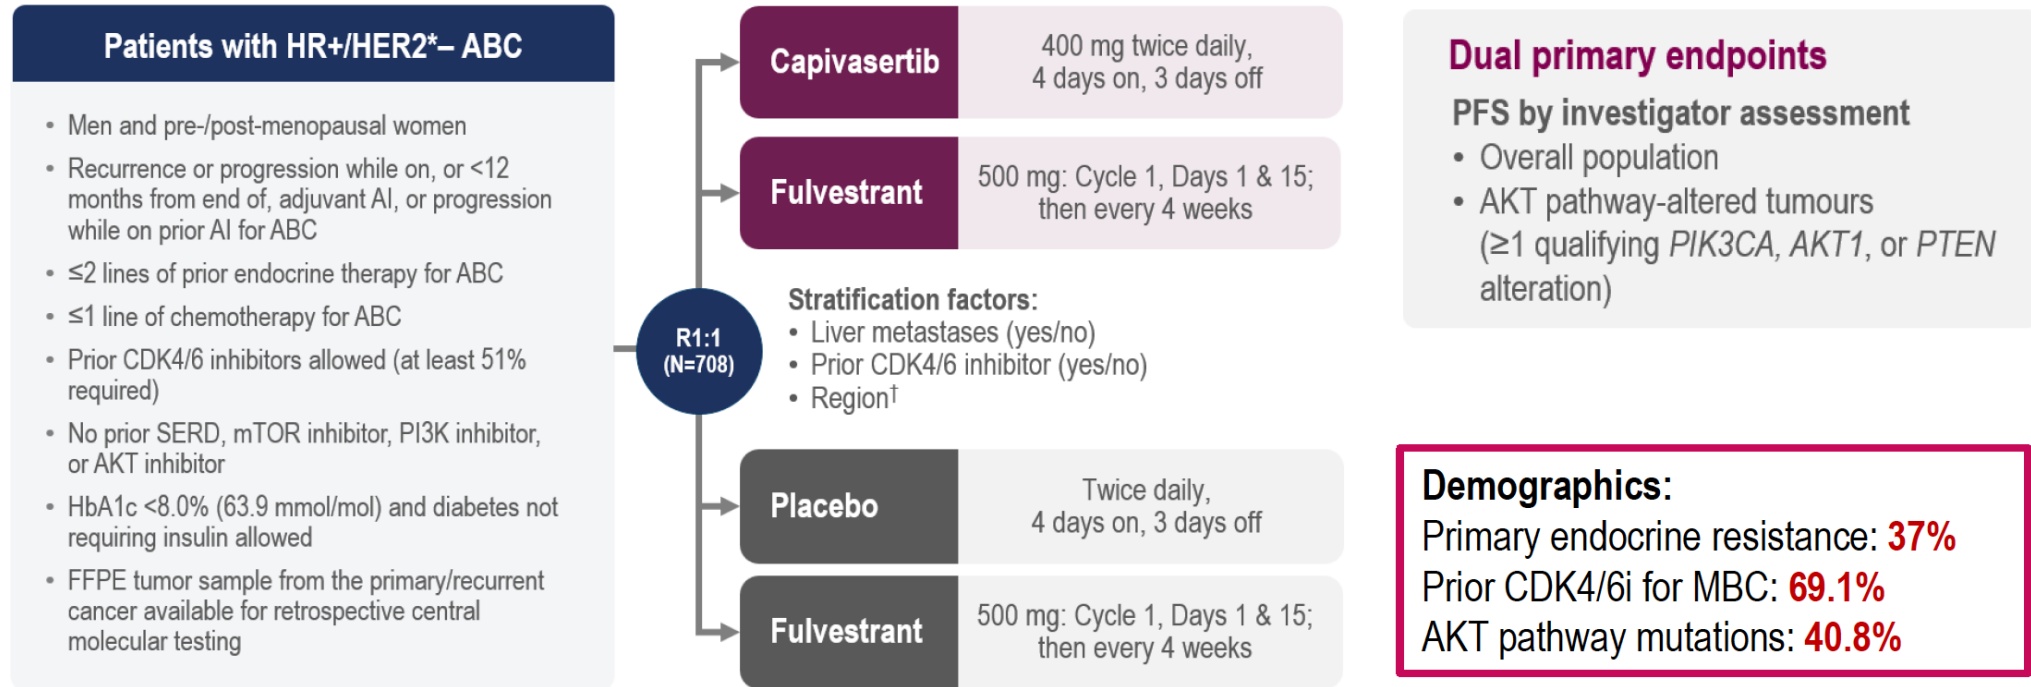 Patients with HR+/HER2*– ABC
• Men and pre-/post-menopausal women
• Recurrence or progression while on, or <12
months from end of, adjuvant AI, or progression
while on prior AI for ABC
• ≤2 lines of prior endocrine therapy for ABC
• ≤1 line of chemotherapy for ABC
• Prior CDK4/6 inhibitors allowed (at least 51%
required)
• No prior SERD, mTOR inhibitor, PI3K inhibitor,
or AKT inhibitor
• HbA1c <8.0% (63.9 mmol/mol) and diabetes not
requiring insulin allowed
• FFPE tumor sample from the primary/recurrent
cancer available for retrospective central
molecular testing
R1:1
(N=708)
Capivasertib
400 mg twice daily,
4 days on, 3 days off
Fulvestrant
500 mg: Cycle 1, Days 1 & 15;
then every 4 weeks
Stratification factors:
• Liver metastases (yes/no)
• Prior CDK4/6 inhibitor (yes/no)
• Region†
Placebo
Twice daily,
4 days on, 3 days off
Fulvestrant
500 mg: Cycle 1, Days 1 & 15;
then every 4 weeks
Dual primary endpoints
PFS by investigator assessment
• Overall population
• AKT pathway-altered tumours
(≥1 qualifying PIK3CA, AKT1, or PTEN
alteration)
Demographics:
Primary endocrine resistance: 37%
Prior CDK4/6i for MBC: 69.1%
AKT pathway mutations: 40.8%